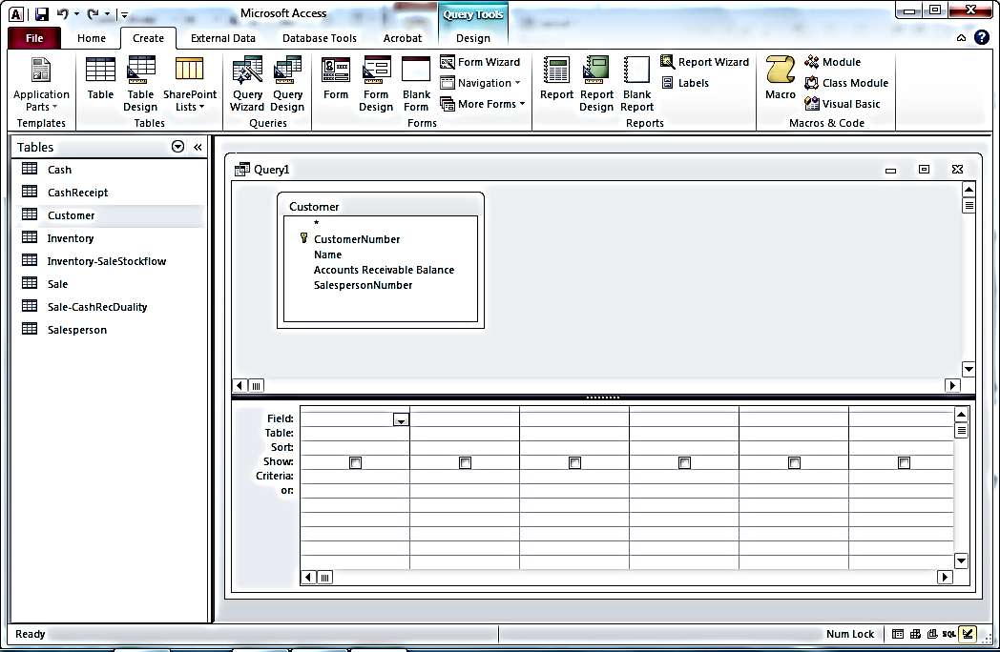 Microsoft Access
Query Tools
File Home Create External Data Database Tools Acrobat Design
Application Parts
Templates
Table
Table Design
SharePoint Lists
Tables
Query Wizard
Query Design
Queries
Form
Form Design
Blank Form
Form Wizard
Navigation
More Forms
Forms
Report
Report Design
Blank Report
Report Wizard
Labels
Reports
Macro
Module
Class Module
Visual Basic
Macros & Code
Tables
Cash
CashReceipt
Customer
Inventory
Inventory-SaleStockflow
Sale
Sale-CashRecDuality
Salesperson
Query1
Customer
*
CustomerNumber
Name
Accounts Receivable Balance
SalespersonNumber
Field:
Table:
Sort:
Show:
Criteria:
or:
Ready
Num Lock
SQL